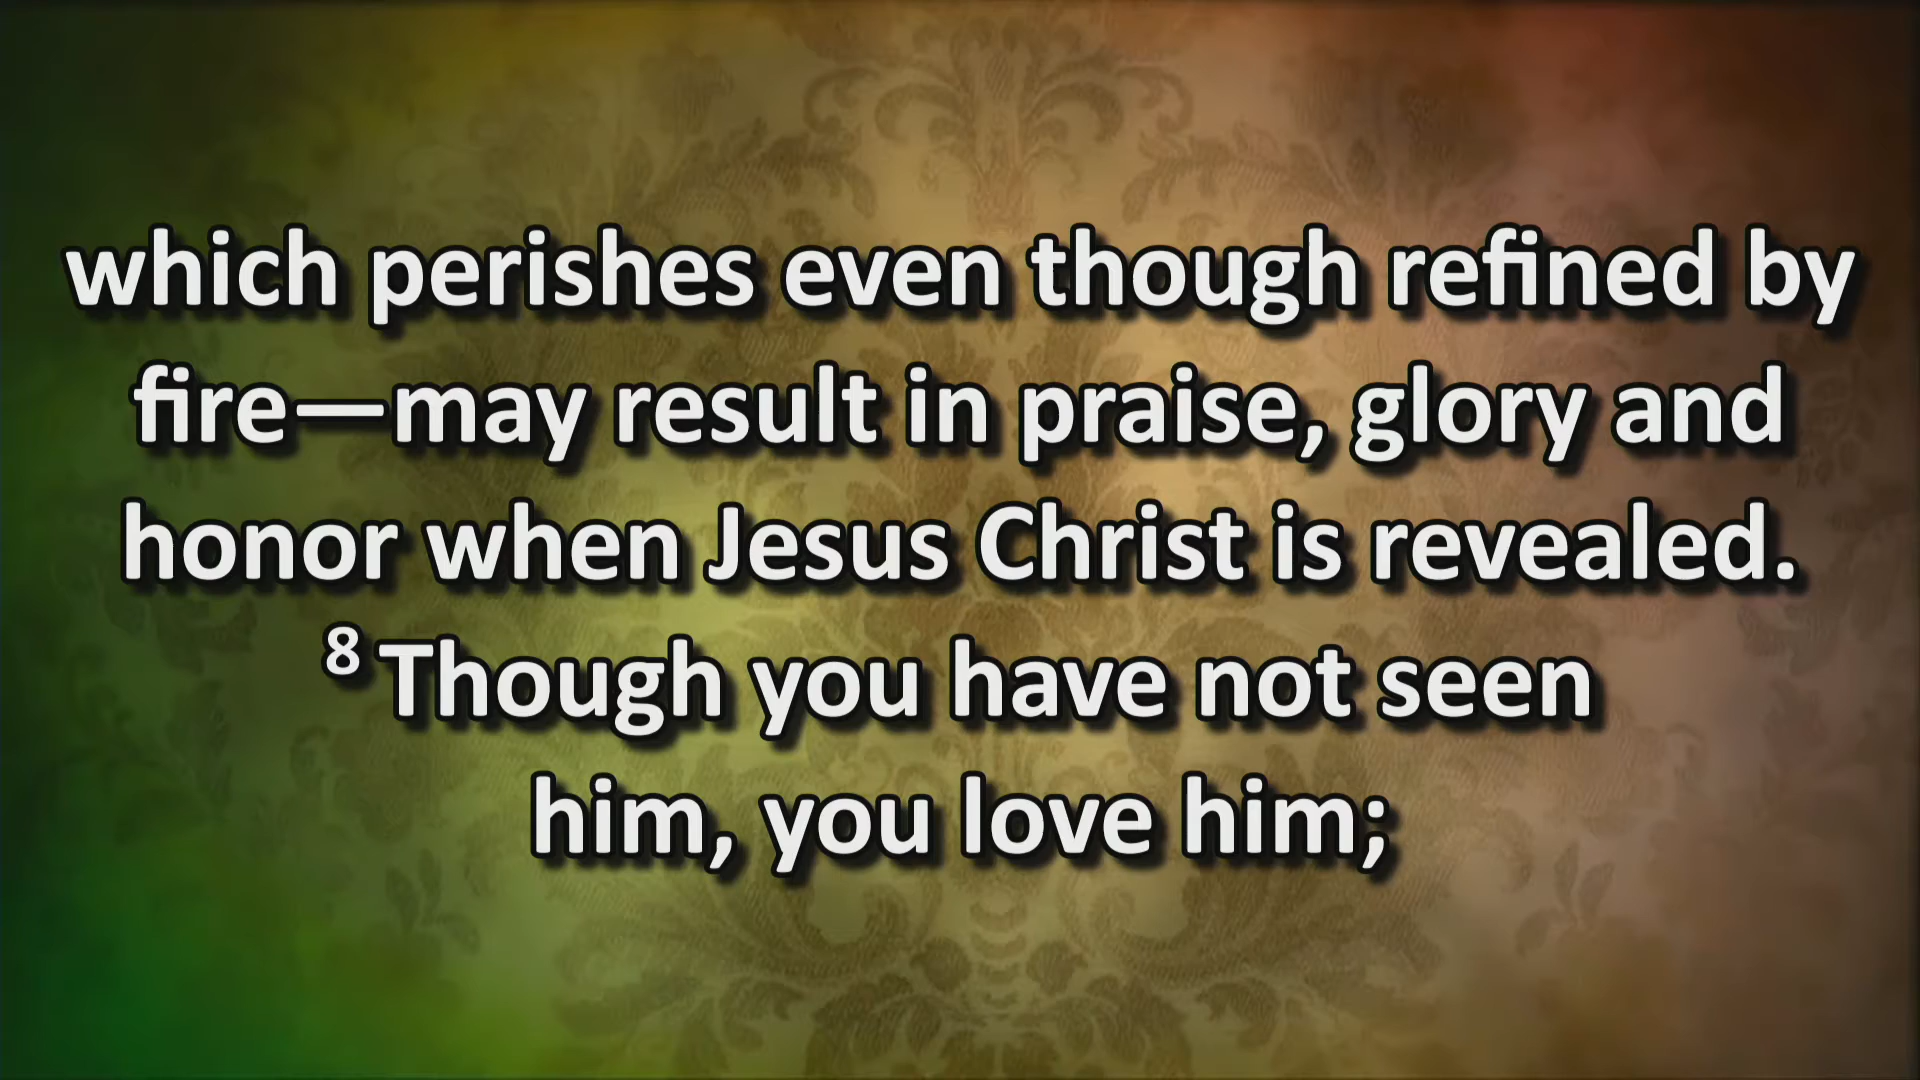 which perishes even though refined by
fire—may result in praise, glory and
honor when Jesus Christ is revealed.
⁸ Though you have not seen
him, you love him;